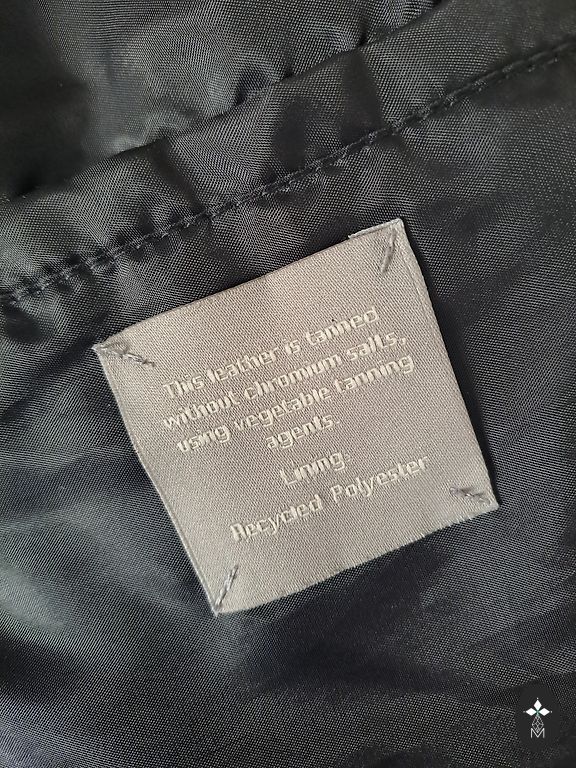 This leather is tanned
without chromium salts,
using vegetable tanning
agents.
Lining:
Recycled Polyester
M